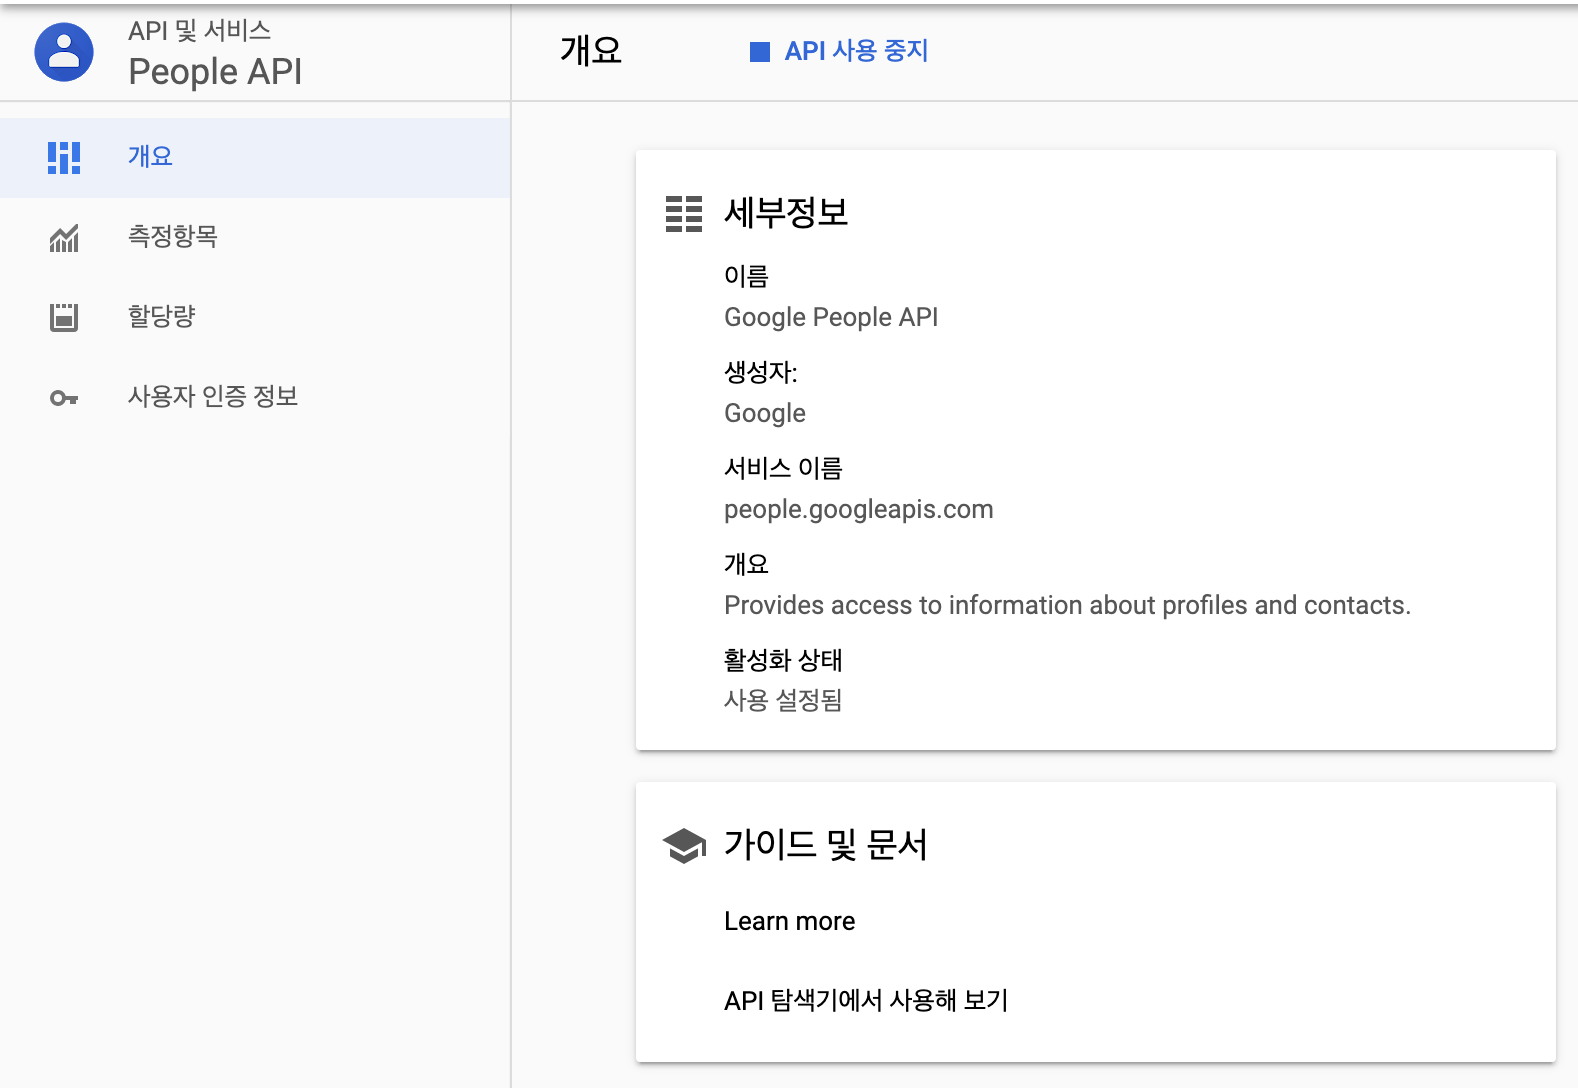 API 및 서비스
People API
개요
측정항목
할당량
사용자 인증 정보
개요
API 사용 중지
세부정보
이름
Google People API
생성자:
Google
서비스 이름
people.googleapis.com
개요
Provides access to information about profiles and contacts.
활성화 상태
사용 설정됨
가이드 및 문서
Learn more
API 탐색기에서 사용해 보기